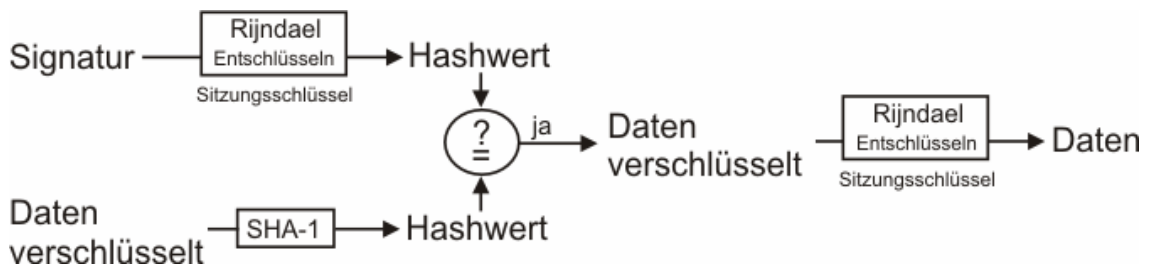 Signatur
Rijndael
Entschlüsseln
Sitzungsschlüssel
Hashwert
?
=
ja
Daten
verschlüsselt
Rijndael
Entschlüsseln
Sitzungsschlüssel
Daten
Daten
verschlüsselt
SHA-1
Hashwert